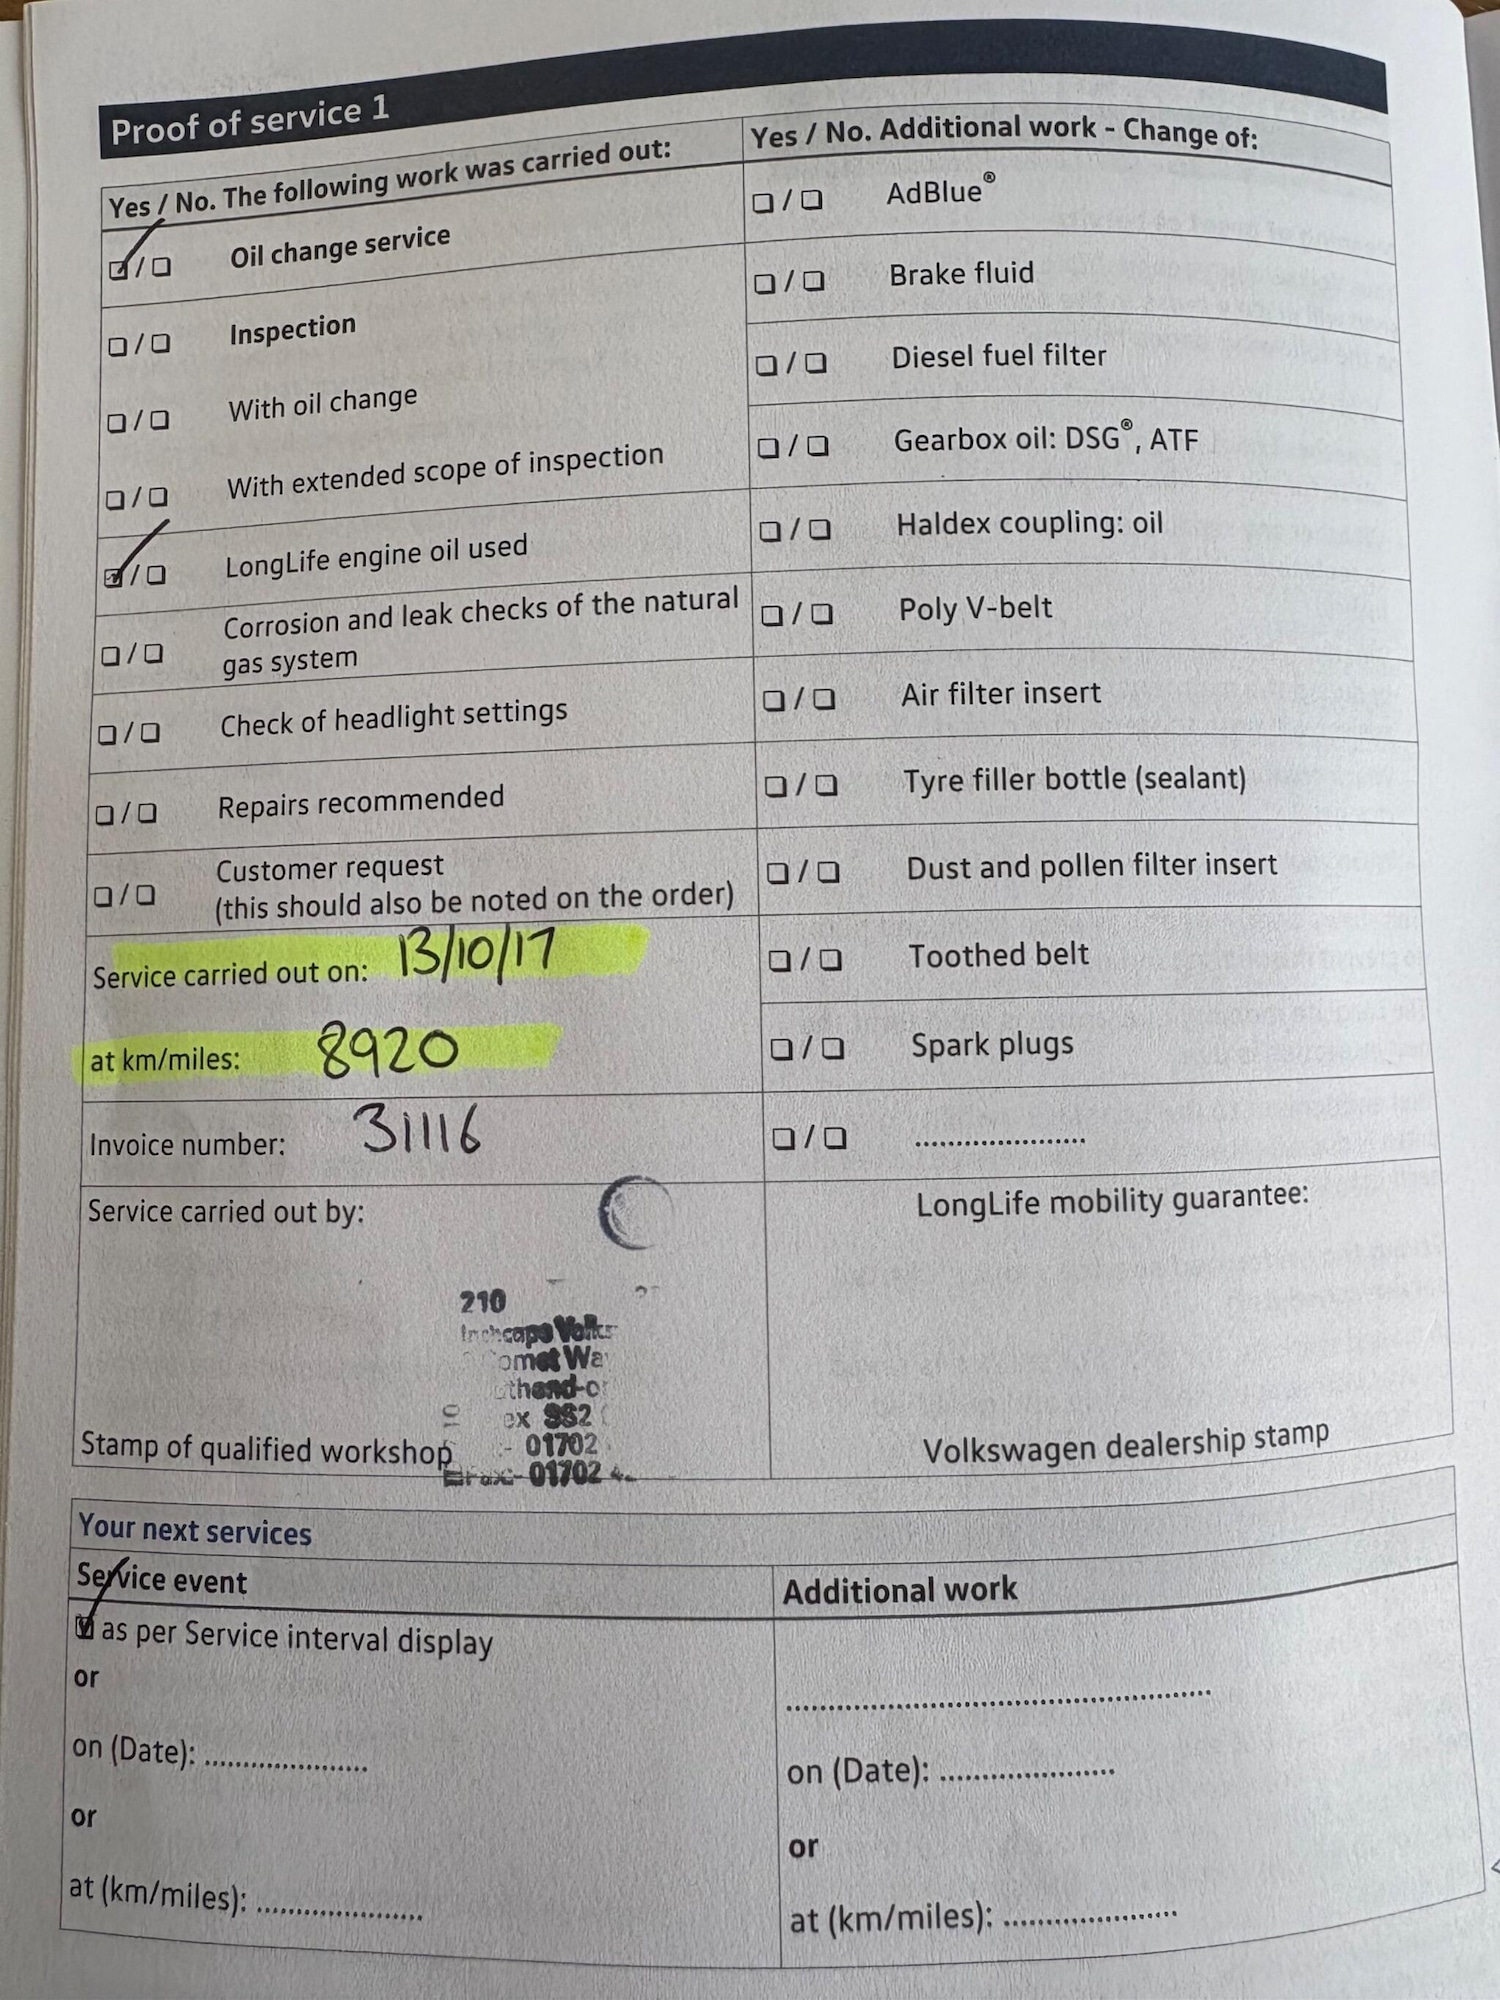 Proof of service 1
Yes / No. The following work was carried out:
☑/☐ Oil change service
☐/☐ Inspection
☐/☐ With oil change
☐/☐ With extended scope of inspection
☑/☐ LongLife engine oil used
☐/☐ Corrosion and leak checks of the natural
gas system
☐/☐ Check of headlight settings
☐/☐ Repairs recommended
☐/☐ Customer request
(this should also be noted on the order)
Service carried out on: 13/10/17
at km/miles: 8920
Invoice number: 31116
Service carried out by:
210
Wa
SS2
01702
01702
Stamp of qualified workshop
Yes / No. Additional work - Change of:
☐/☐ AdBlue®
☐/☐ Brake fluid
☐/☐ Diesel fuel filter
☐/☐ Gearbox oil: DSG®, ATF
☐/☐ Haldex coupling: oil
☐/☐ Poly V-belt
☐/☐ Air filter insert
☐/☐ Tyre filler bottle (sealant)
☐/☐ Dust and pollen filter insert
☐/☐ Toothed belt
☐/☐ Spark plugs
☐/☐ .....................
LongLife mobility guarantee:
Volkswagen dealership stamp
Your next services
Service event
☑ as per Service interval display
or
on (Date): ....................
or
at (km/miles): ....................
Additional work
..................................................
on (Date): .....................
or
at (km/miles): .....................